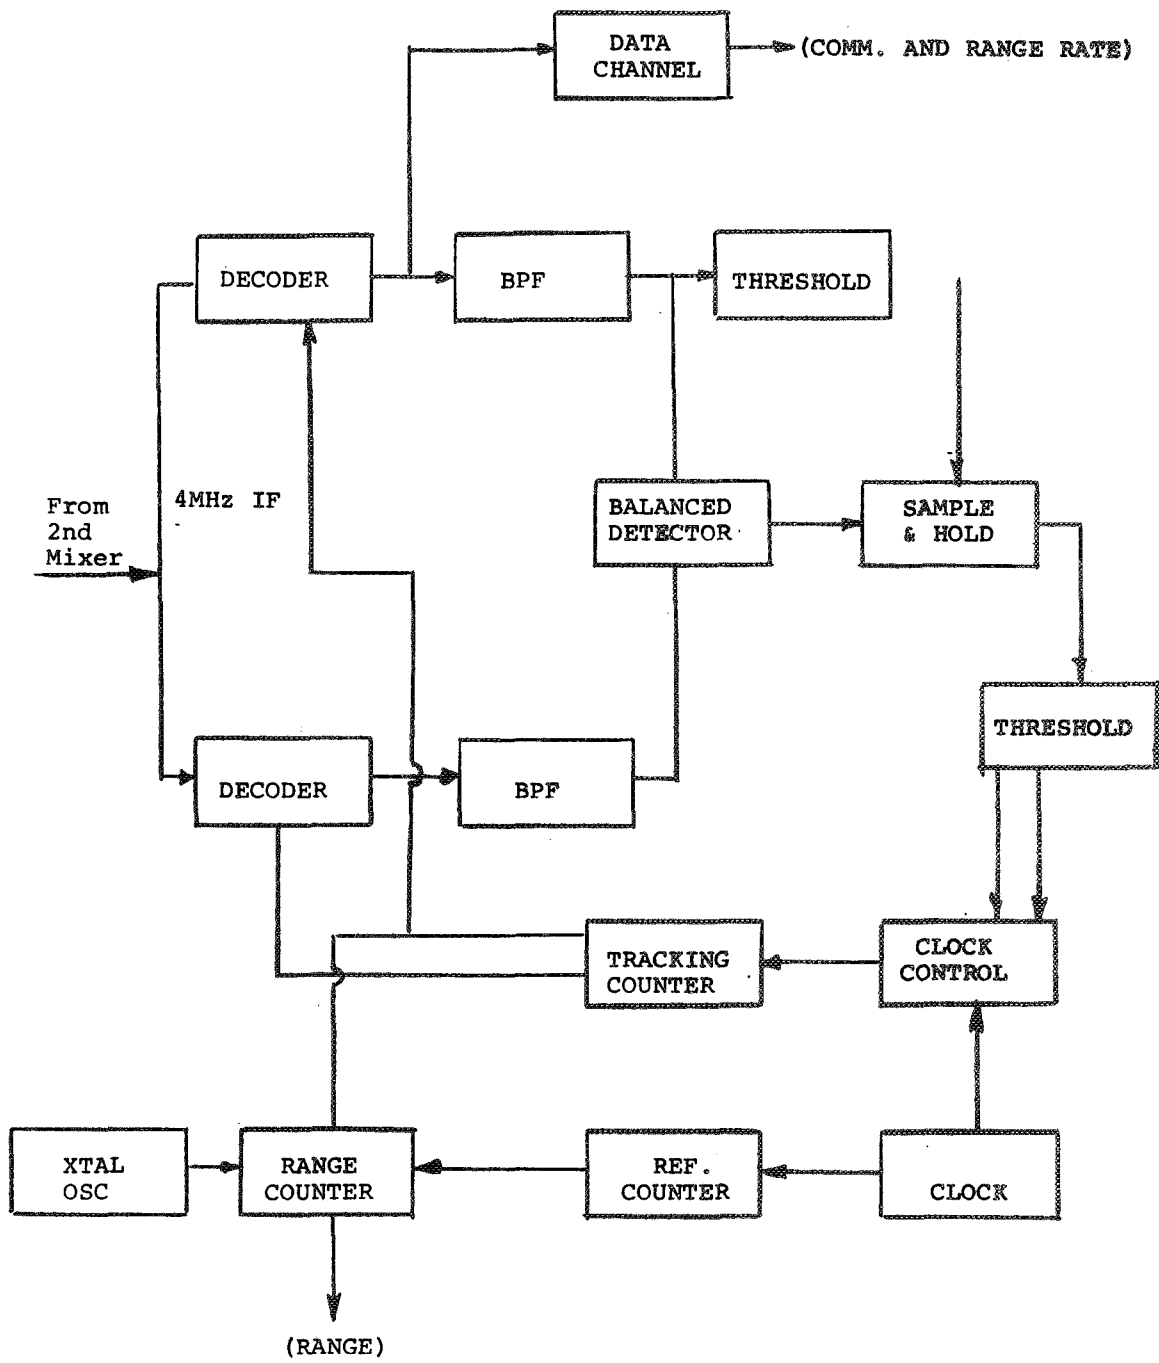 DATA
CHANNEL
(COMM. AND RANGE RATE)
DECODER
BPF
THRESHOLD
From
2nd
Mixer
4MHz IF
BALANCED
DETECTOR
SAMPLE
& HOLD
THRESHOLD
DECODER
BPF
TRACKING
COUNTER
CLOCK
CONTROL
XTAL
OSC
RANGE
COUNTER
REF.
COUNTER
CLOCK
(RANGE)